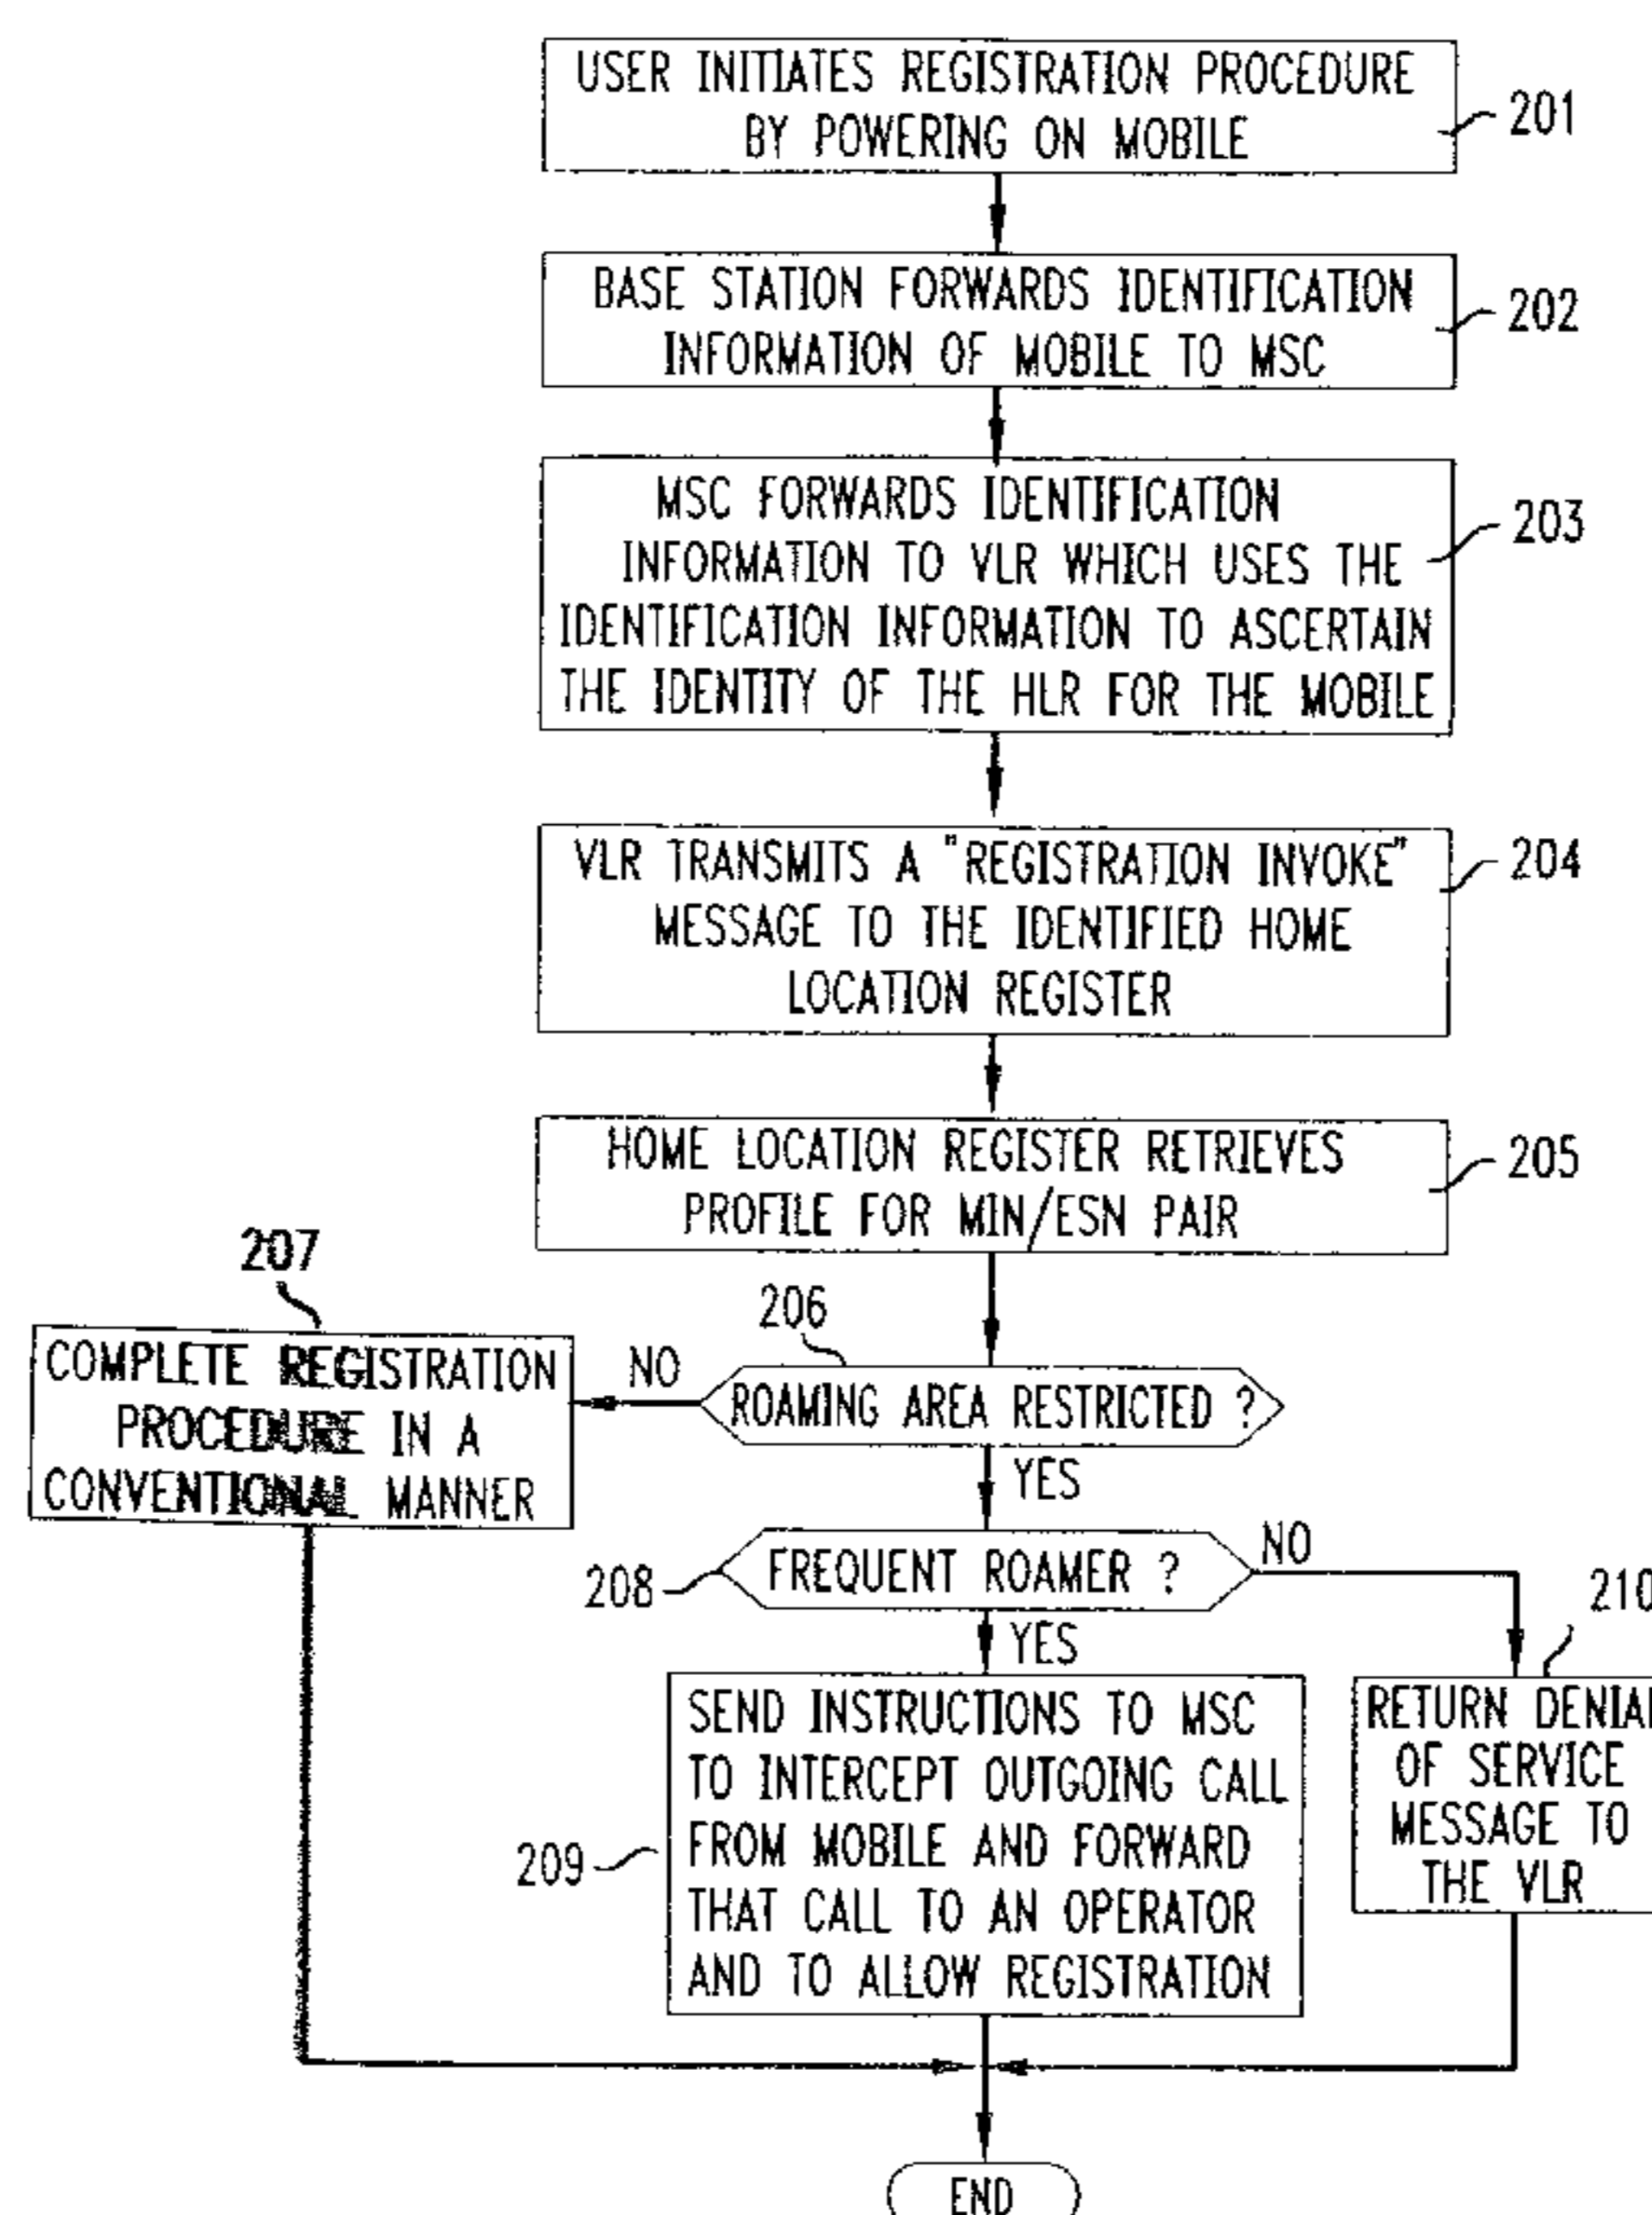 USER INITIATES REGISTRATION PROCEDURE
BY POWERING ON MOBILE
201
BASE STATION FORWARDS IDENTIFICATION
INFORMATION OF MOBILE TO MSC
202
MSC FORWARDS IDENTIFICATION
INFORMATION TO VLR WHICH USES THE
IDENTIFICATION INFORMATION TO ASCERTAIN
THE IDENTITY OF THE HLR FOR THE MOBILE
203
VLR TRANSMITS A "REGISTRATION INVOKE"
MESSAGE TO THE IDENTIFIED HOME
LOCATION REGISTER
204
HOME LOCATION REGISTER RETRIEVES
PROFILE FOR MIN/ESN PAIR
205
206
ROAMING AREA RESTRICTED ?
NO
207
COMPLETE REGISTRATION
PROCEDURE IN A
CONVENTIONAL MANNER
YES
208
FREQUENT ROAMER ?
NO
YES
209
SEND INSTRUCTIONS TO MSC
TO INTERCEPT OUTGOING CALL
FROM MOBILE AND FORWARD
THAT CALL TO AN OPERATOR
AND TO ALLOW REGISTRATION
210
RETURN DENIAL
OF SERVICE
MESSAGE TO
THE VLR
END